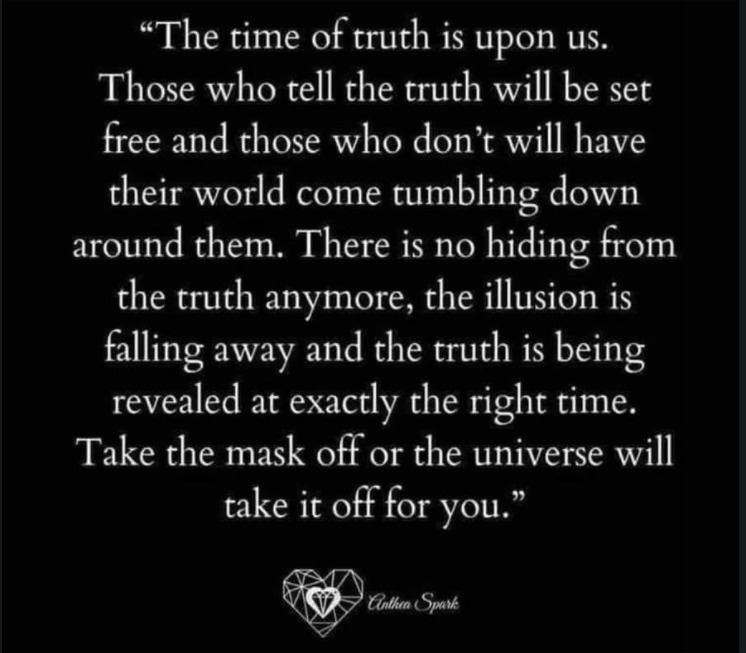 “The time of truth is upon us.
Those who tell the truth will be set
free and those who don’t will have
their world come tumbling down
around them. There is no hiding from
the truth anymore, the illusion is
falling away and the truth is being
revealed at exactly the right time.
Take the mask off or the universe will
take it off for you.”
Anthea Spark